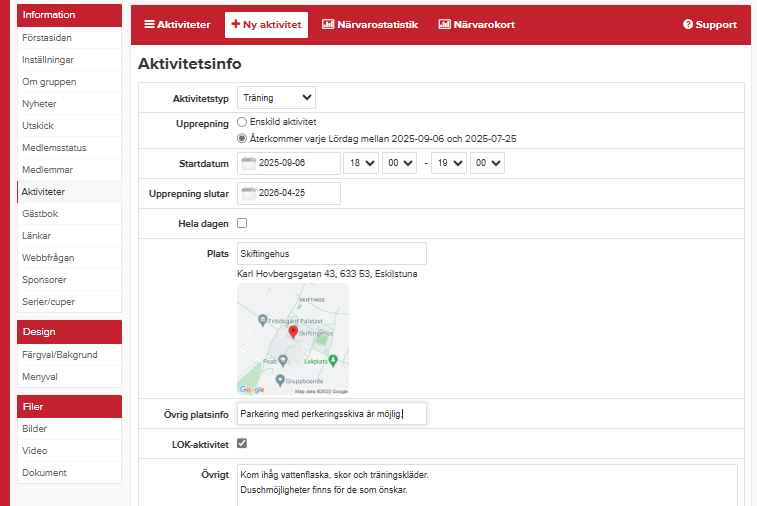 Information
Förstasidan
Inställningar
Om gruppen
Nyheter
Utskick
Medlemsstatus
Medlemmar
Aktiviteter
Gästbok
Länkar
Webbfrågan
Sponsorer
Serier/cuper
Design
Färgval/Bakgrund
Menyval
Filer
Bilder
Video
Dokument
Aktiviteter
Ny aktivitet
Närvarostatistik
Närvarokort
Support
Aktivitetsinfo
Aktivitetstyp Träning
Upprepning Enskild aktivitet
Återkommer varje Lördag mellan 2025-09-06 och 2025-07-25
Startdatum 2025-09-06 18 00 - 19 00
Upprepning slutar 2026-04-25
Hela dagen
Plats Skiftingehus
Karl Hovbergsgatan 43, 633 53, Eskilstuna
SKIFTINGE
Fritidsgård Palatset
Skiftingehus
Peab
Lekplats
Gruppboende
Google
Map data ©2023 Google
Övrig platsinfo Parkering med perkeringsskiva är möjlig.
LOK-aktivitet
Övrigt Kom ihåg vattenflaska, skor och träningskläder.
Duschmöjligheter finns för de som önskar.